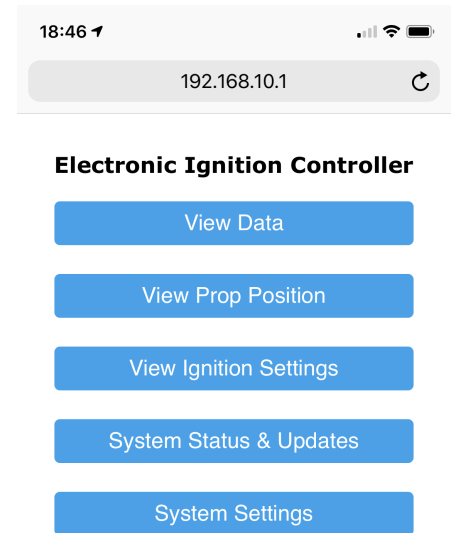 18:46
192.168.10.1
Electronic Ignition Controller
View Data
View Prop Position
View Ignition Settings
System Status & Updates
System Settings